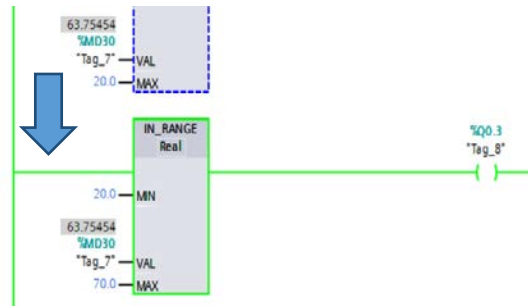 63.75454
%MD30
"Tag_7" VAL
20.0 MAX
IN_RANGE
Real
%Q0.3
"Tag_8"
20.0 MIN
63.75454
%MD30
"Tag_7" VAL
70.0 MAX